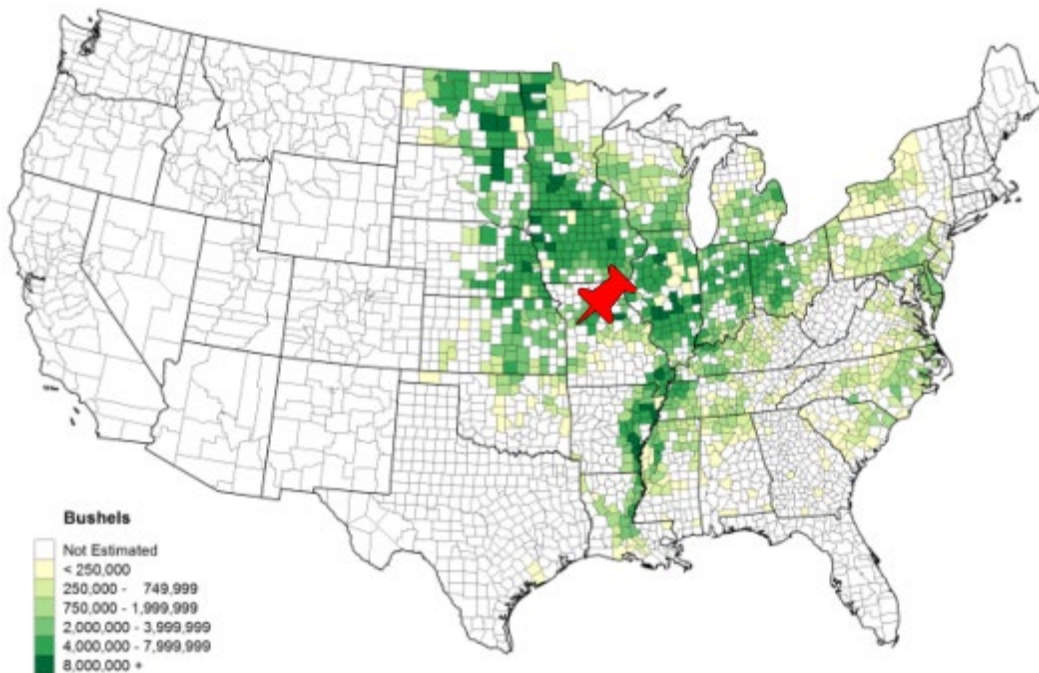 Bushels
Not Estimated
< 250,000
250,000 - 749,999
750,000 - 1,999,999
2,000,000 - 3,999,999
4,000,000 - 7,999,999
8,000,000 +